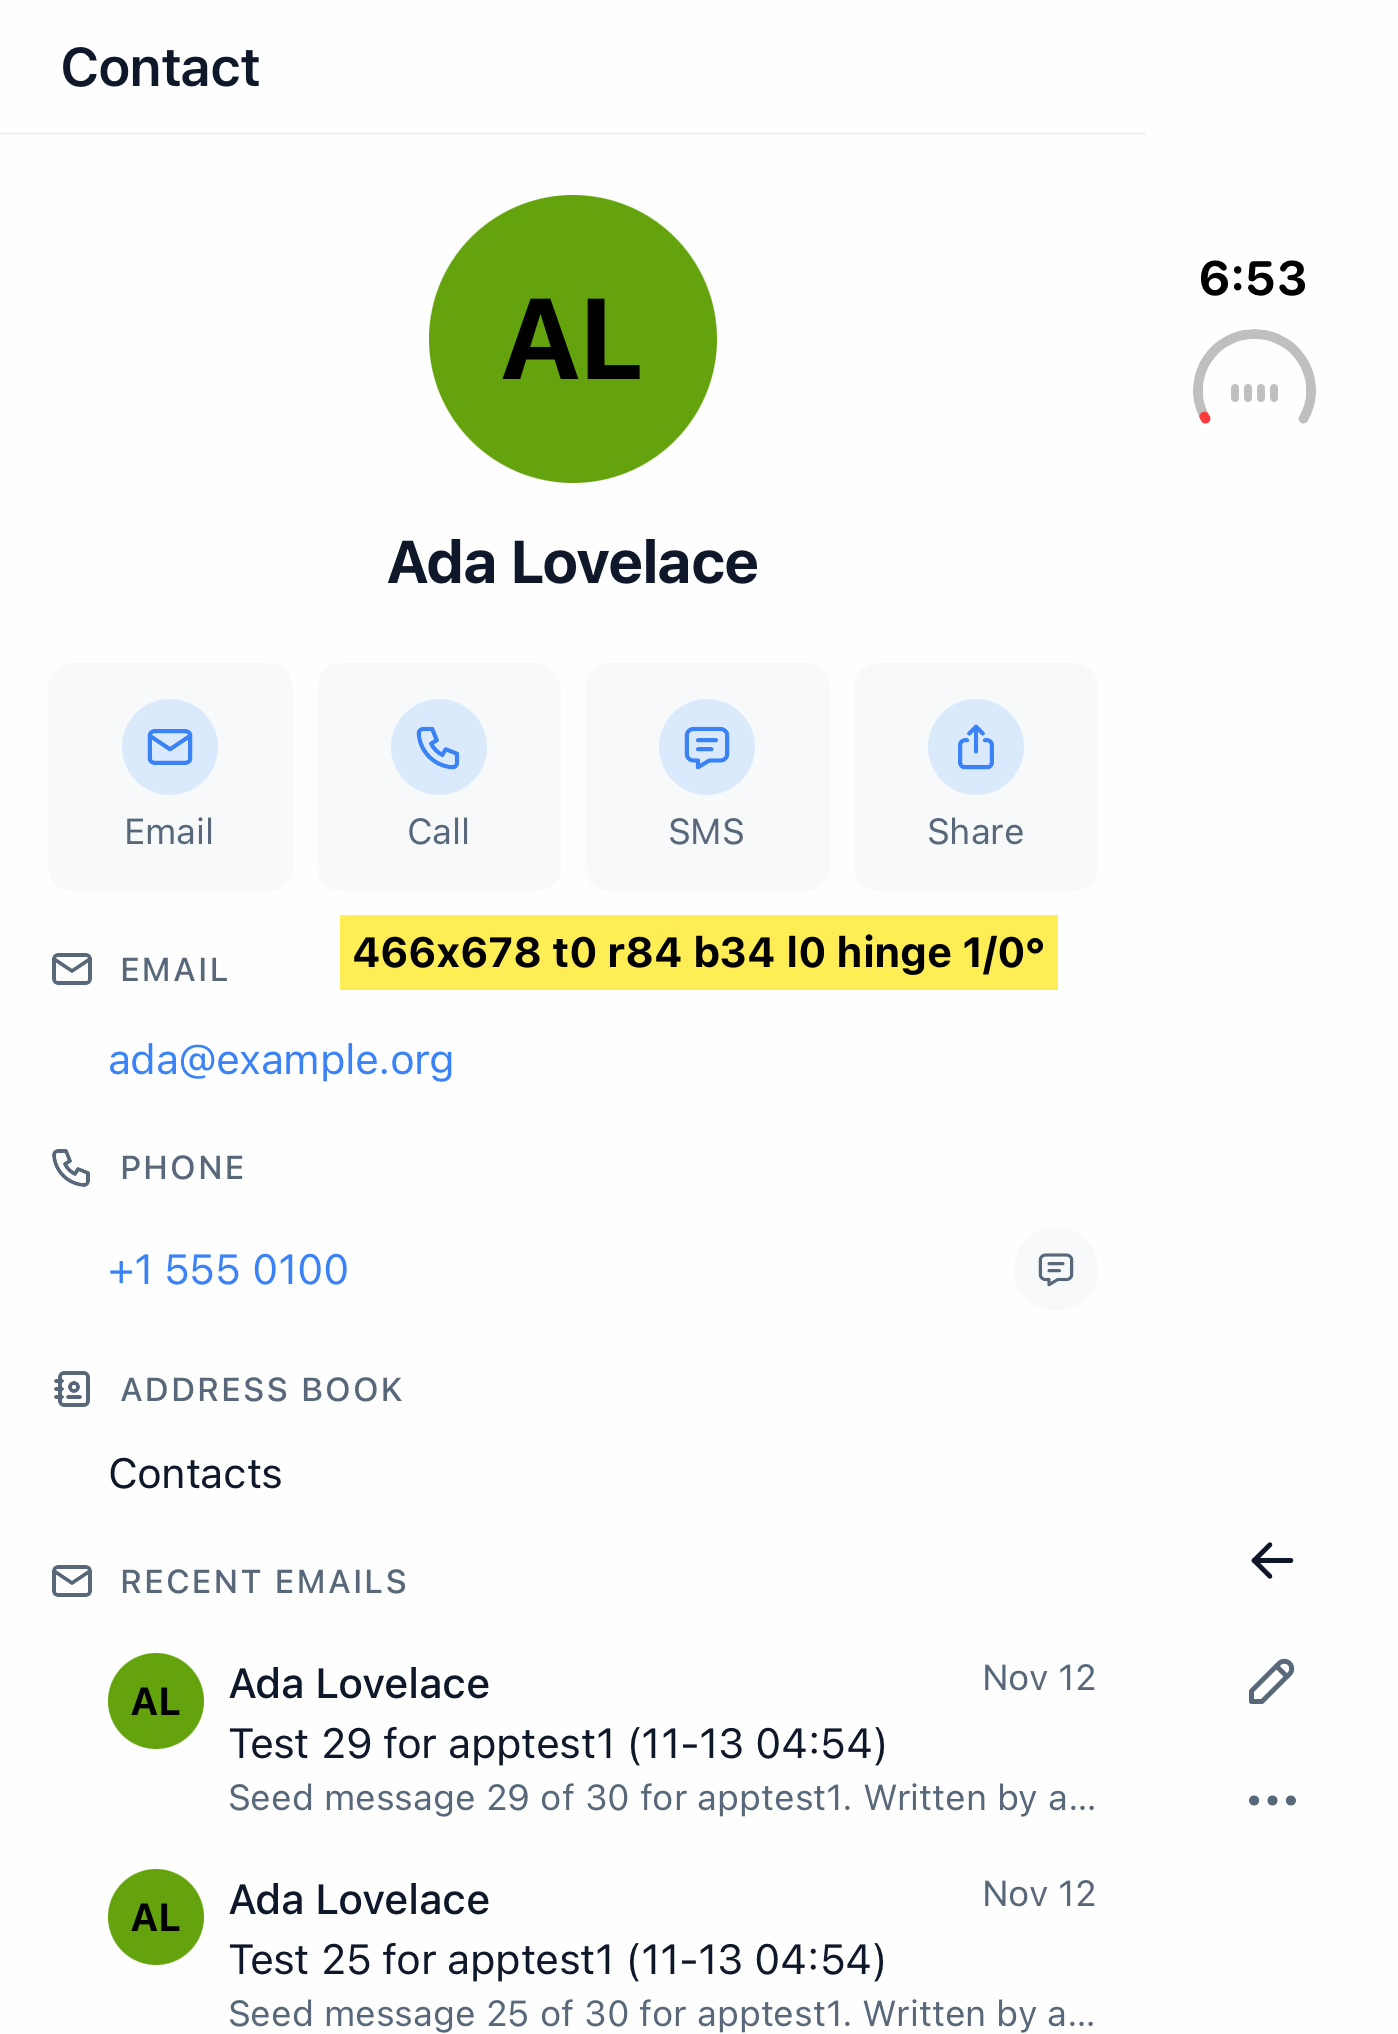 Contact
6:53
AL
Ada Lovelace
Email
Call
SMS
Share
466x678 t0 r84 b34 l0 hinge 1/0°
EMAIL
ada@example.org
PHONE
+1 555 0100
ADDRESS BOOK
Contacts
RECENT EMAILS
AL
Ada Lovelace
Nov 12
Test 29 for apptest1 (11-13 04:54)
Seed message 29 of 30 for apptest1. Written by a...
AL
Ada Lovelace
Nov 12
Test 25 for apptest1 (11-13 04:54)
Seed message 25 of 30 for apptest1. Written by a...